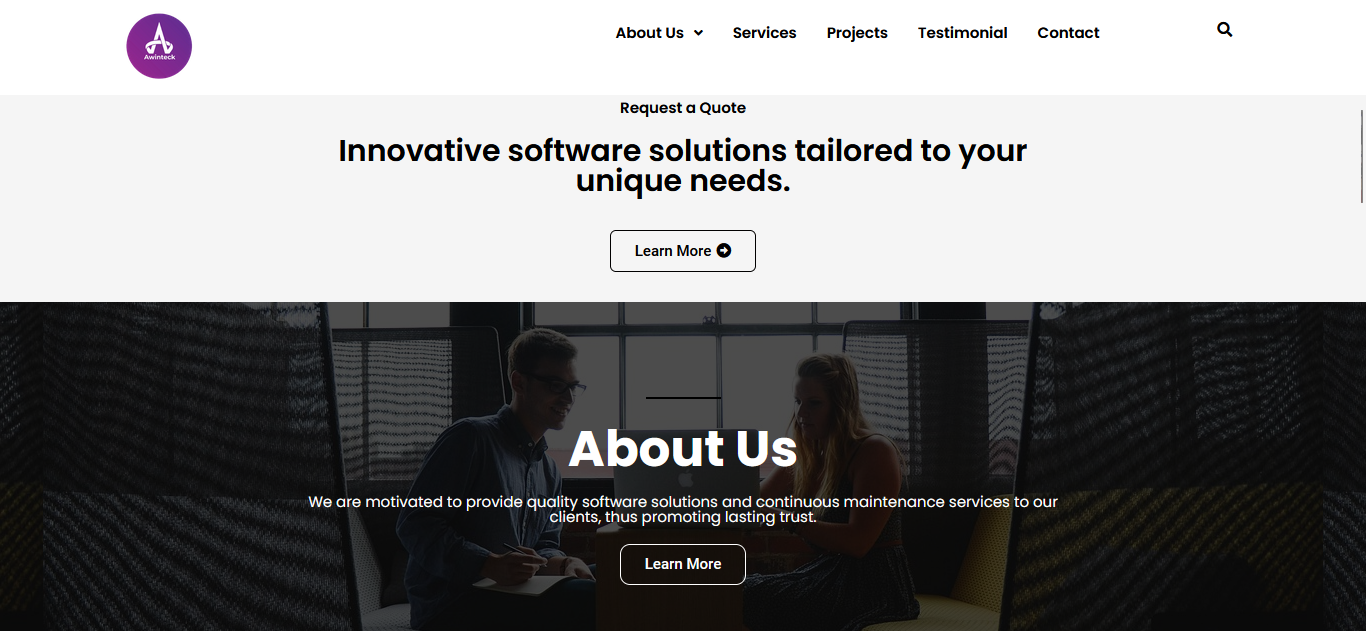 Awinteck
About Us
Services
Projects
Testimonial
Contact
Request a Quote
Innovative software solutions tailored to your
unique needs.
Learn More
About Us
We are motivated to provide quality software solutions and continuous maintenance services to our
clients, thus promoting lasting trust.
Learn More